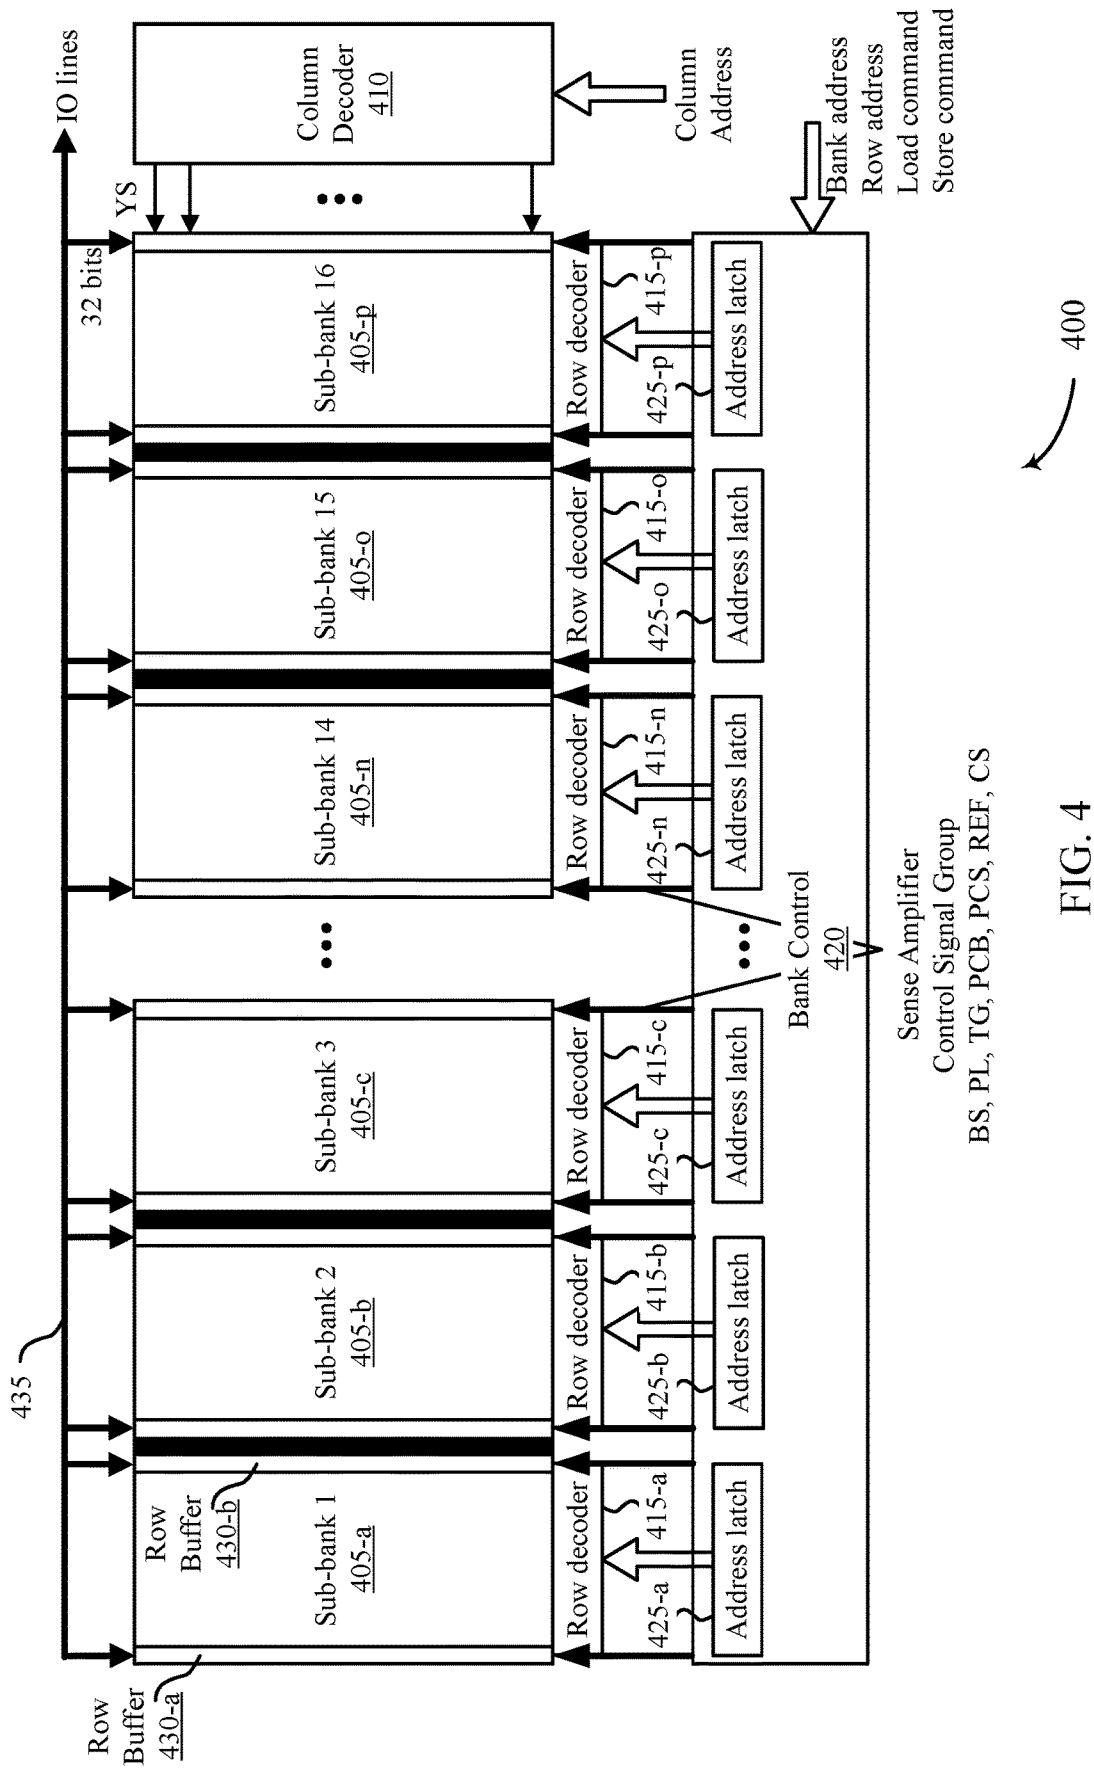 435
IO lines
Row
Buffer
430-a
Row
Buffer
430-b
Sub-bank 1
405-a
Sub-bank 2
405-b
Sub-bank 3
405-c
Sub-bank 14
405-n
Sub-bank 15
405-o
Sub-bank 16
405-p
32 bits
YS
Column
Decoder
410
Column
Address
Row decoder
Row decoder
Row decoder
Row decoder
Row decoder
Row decoder
425-a
415-a
425-b
415-b
425-c
415-c
425-n
415-n
425-o
415-o
425-p
415-p
Address latch
Address latch
Address latch
Address latch
Address latch
Address latch
Bank Control
420
Bank address
Row address
Load command
Store command
Sense Amplifier
Control Signal Group
BS, PL, TG, PCB, PCS, REF, CS
400
FIG. 4